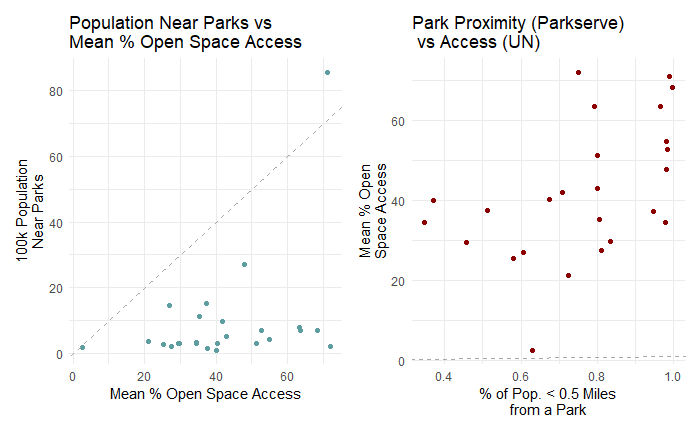 Population Near Parks vs
Mean % Open Space Access
80
60
40
20
0
100k Population
Near Parks
0
20
40
60
Mean % Open Space Access
Park Proximity (Parkserve)
vs Access (UN)
60
40
20
0
Mean % Open
Space Access
0.4
0.6
0.8
1.0
% of Pop. < 0.5 Miles
from a Park